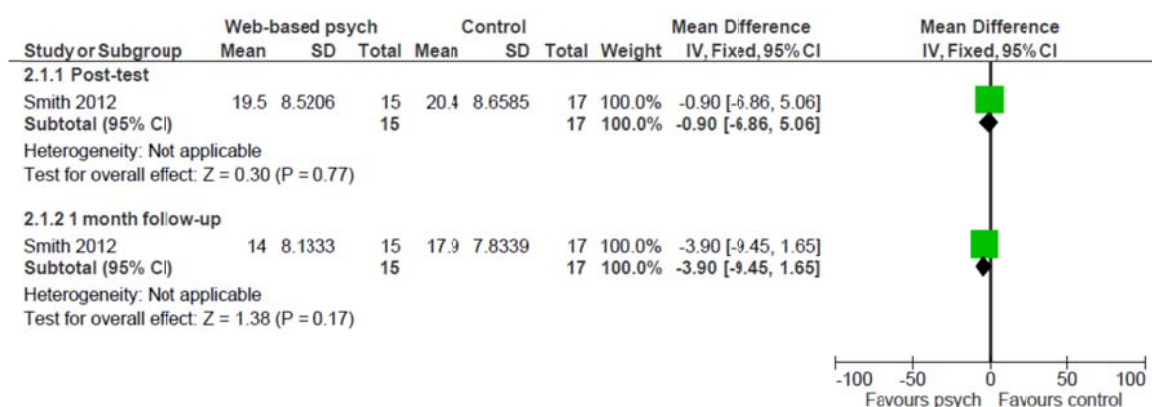 Web-based psych Control Mean Difference Mean Difference
Study or Subgroup Mean SD Total Mean SD Total Weight IV, Fixed, 95% CI IV, Fixed, 95% CI
2.1.1 Post-test
Smith 2012 19.5 8.5206 15 20.4 8.6585 17 100.0% -0.90 [-6.86, 5.06]
Subtotal (95% CI) 15 17 100.0% -0.90 [-6.86, 5.06]
Heterogeneity: Not applicable
Test for overall effect: Z = 0.30 (P = 0.77)
2.1.2 1 month follow-up
Smith 2012 14 8.1333 15 17.9 7.8339 17 100.0% -3.90 [-9.45, 1.65]
Subtotal (95% CI) 15 17 100.0% -3.90 [-9.45, 1.65]
Heterogeneity: Not applicable
Test for overall effect: Z = 1.38 (P = 0.17)
-100 -50 0 50 100
Favours psych Favours control